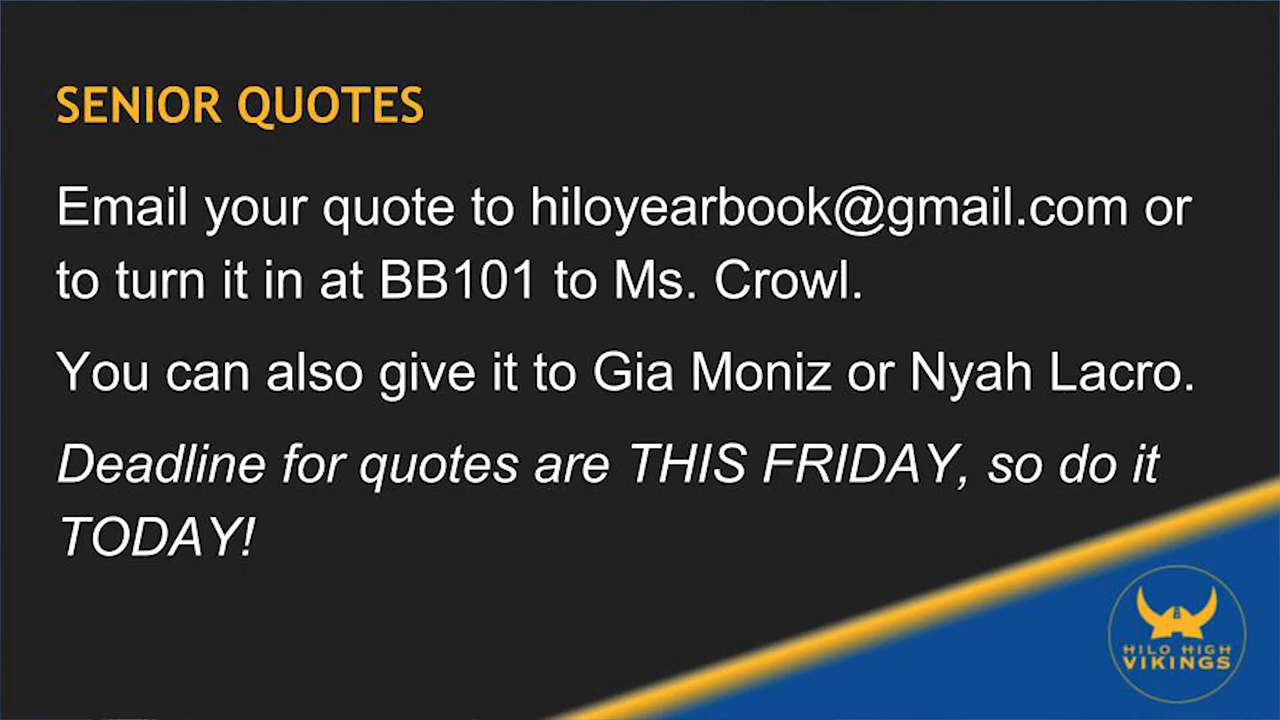 SENIOR QUOTES
Email your quote to hiloyearbook@gmail.com or
to turn it in at BB101 to Ms. Crowl.
You can also give it to Gia Moniz or Nyah Lacro.
Deadline for quotes are THIS FRIDAY, so do it
TODAY!
HILO HIGH
VIKINGS